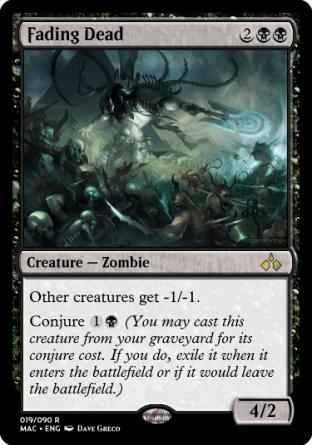 Fading Dead 2
Creature — Zombie
Other creatures get -1/-1.
Conjure 1 (You may cast this
creature from your graveyard for its
conjure cost. If you do, exile it when it
enters the battlefield or if it would leave
the battlefield.)
4/2
019/090 R
MAC • ENG Dave Greco